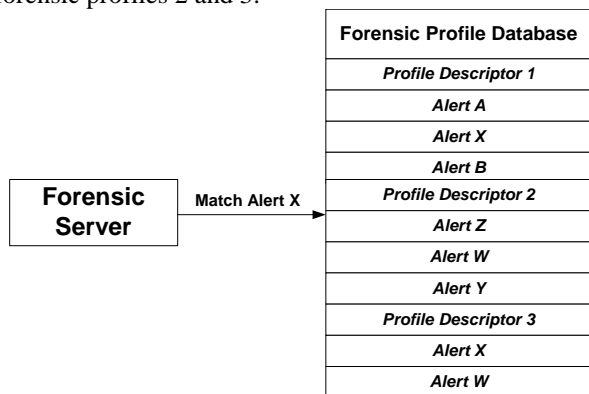 forensic profiles 2 and 3.
Forensic Profile Database
Profile Descriptor 1
Alert A
Alert X
Alert B
Profile Descriptor 2
Alert Z
Alert W
Alert Y
Profile Descriptor 3
Alert X
Alert W
Forensic
Server
Match Alert X